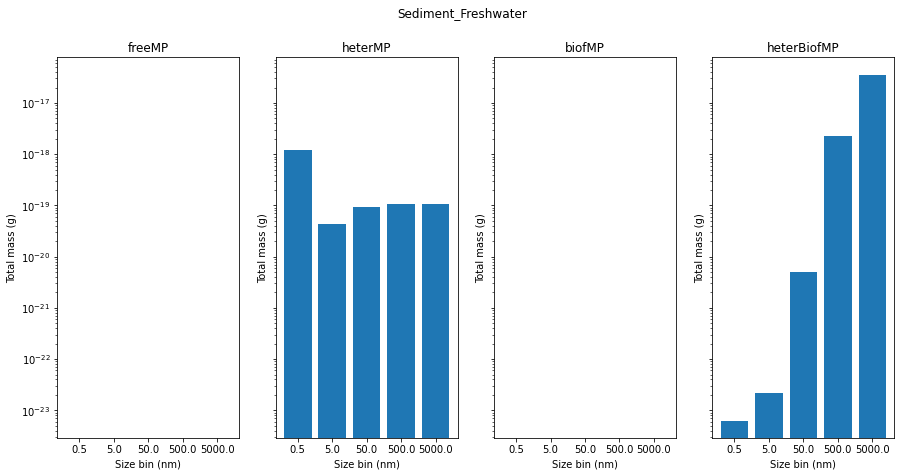 Sediment_Freshwater
freeMP
heterMP
biofMP
heterBiofMP
Total mass (g)
10⁻¹⁷
10⁻¹⁸
10⁻¹⁹
10⁻²⁰
10⁻²¹
10⁻²²
10⁻²³
0.5 5.0 50.0 500.0 5000.0
Size bin (nm)
Total mass (g)
0.5 5.0 50.0 500.0 5000.0
Size bin (nm)
Total mass (g)
0.5 5.0 50.0 500.0 5000.0
Size bin (nm)
Total mass (g)
0.5 5.0 50.0 500.0 5000.0
Size bin (nm)